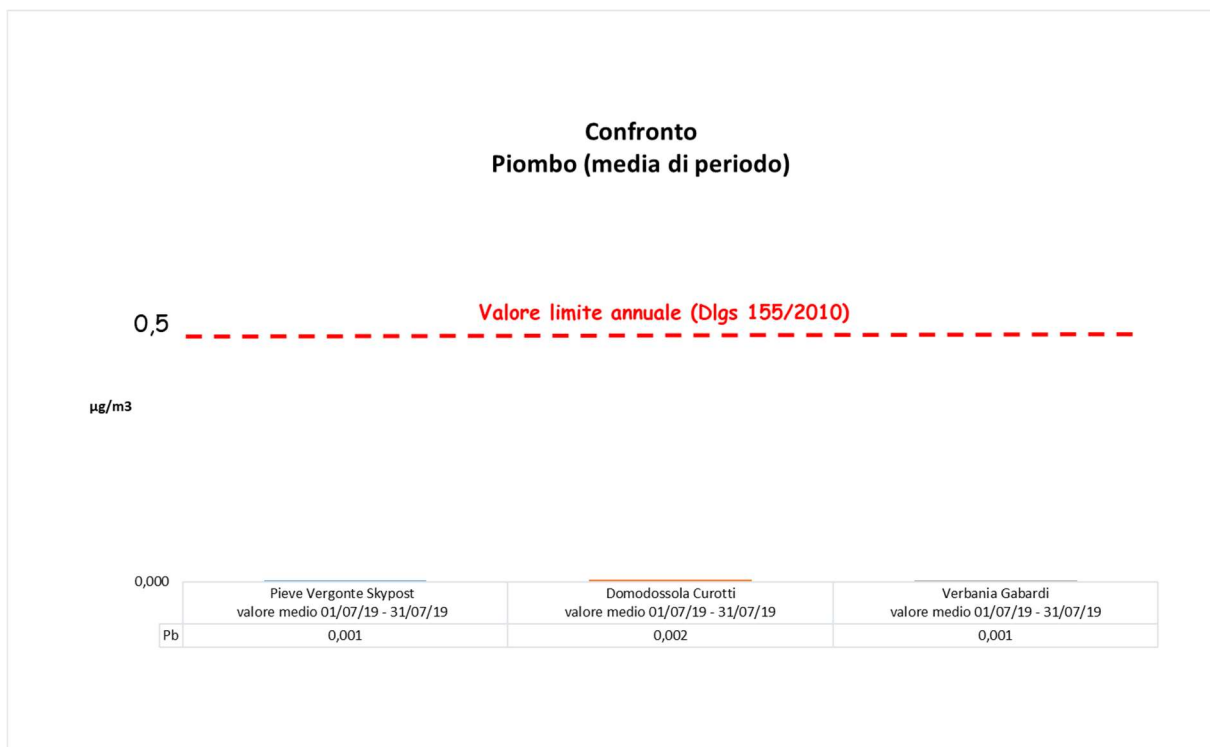 Confronto
Piombo (media di periodo)
Valore limite annuale (Dlgs 155/2010)
0,5
µg/m3
0,000
Pieve Vergonte Skypost
valore medio 01/07/19 - 31/07/19
Domodossola Curotti
valore medio 01/07/19 - 31/07/19
Verbania Gabardi
valore medio 01/07/19 - 31/07/19
Pb 0,001 0,002 0,001